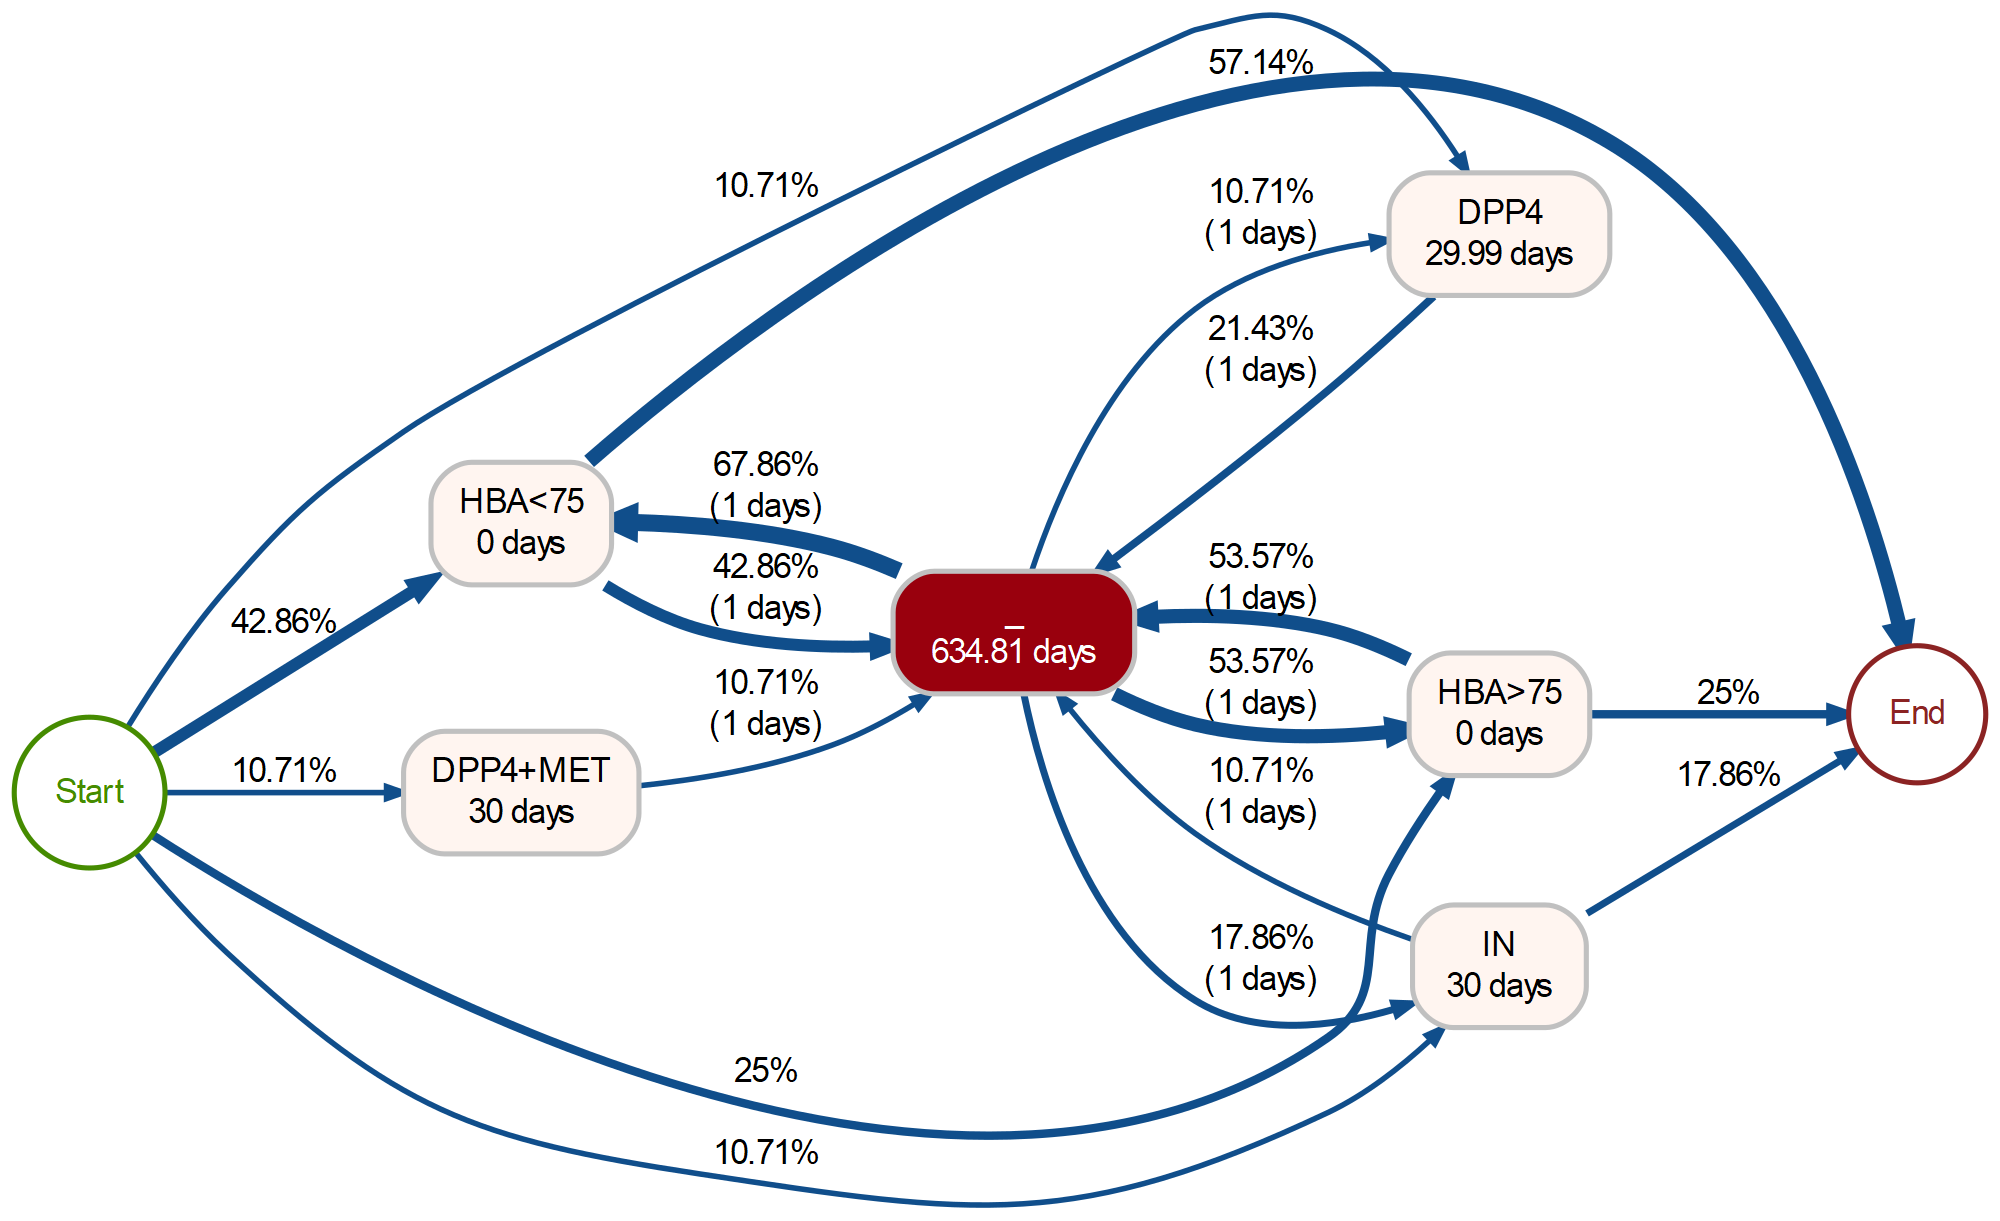 57.14%
10.71%
10.71%
(1 days)
DPP4
29.99 days
21.43%
(1 days)
67.86%
(1 days)
HBA<75
0 days
42.86%
(1 days)
53.57%
(1 days)
42.86%
_
634.81 days
53.57%
(1 days)
10.71%
(1 days)
HBA>75
0 days
25%
End
10.71%
DPP4+MET
30 days
Start
10.71%
(1 days)
17.86%
17.86%
(1 days)
IN
30 days
25%
10.71%